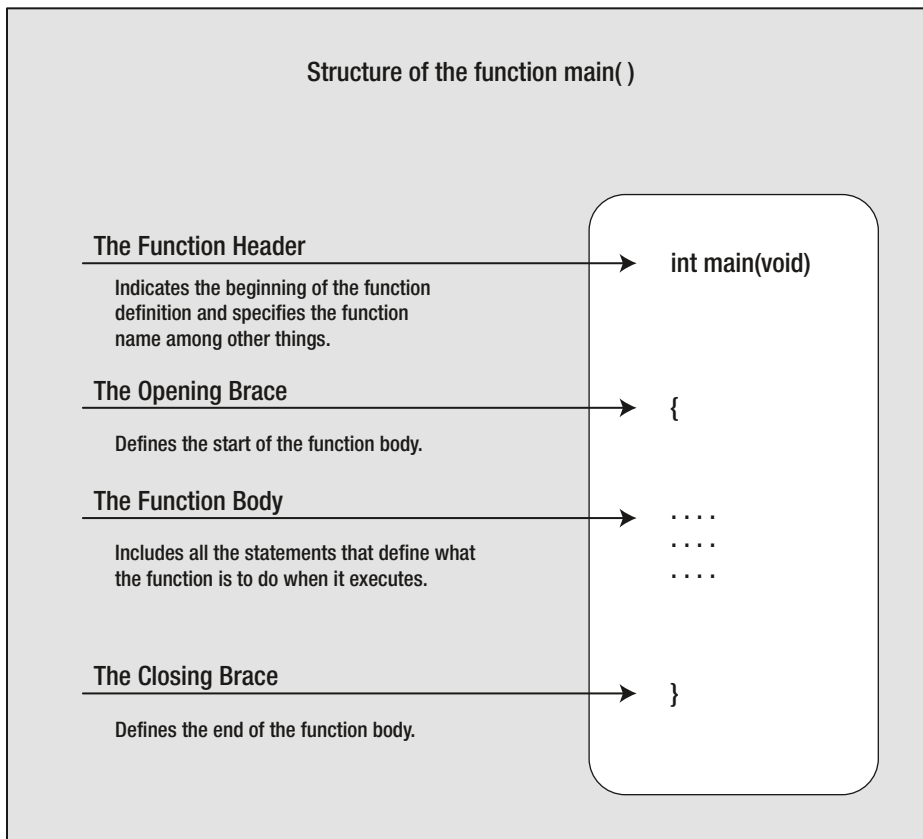 Structure of the function main( )
The Function Header
int main(void)
Indicates the beginning of the function
definition and specifies the function
name among other things.
The Opening Brace
{
Defines the start of the function body.
The Function Body
. . . .
. . . .
. . . .
Includes all the statements that define what
the function is to do when it executes.
The Closing Brace
}
Defines the end of the function body.